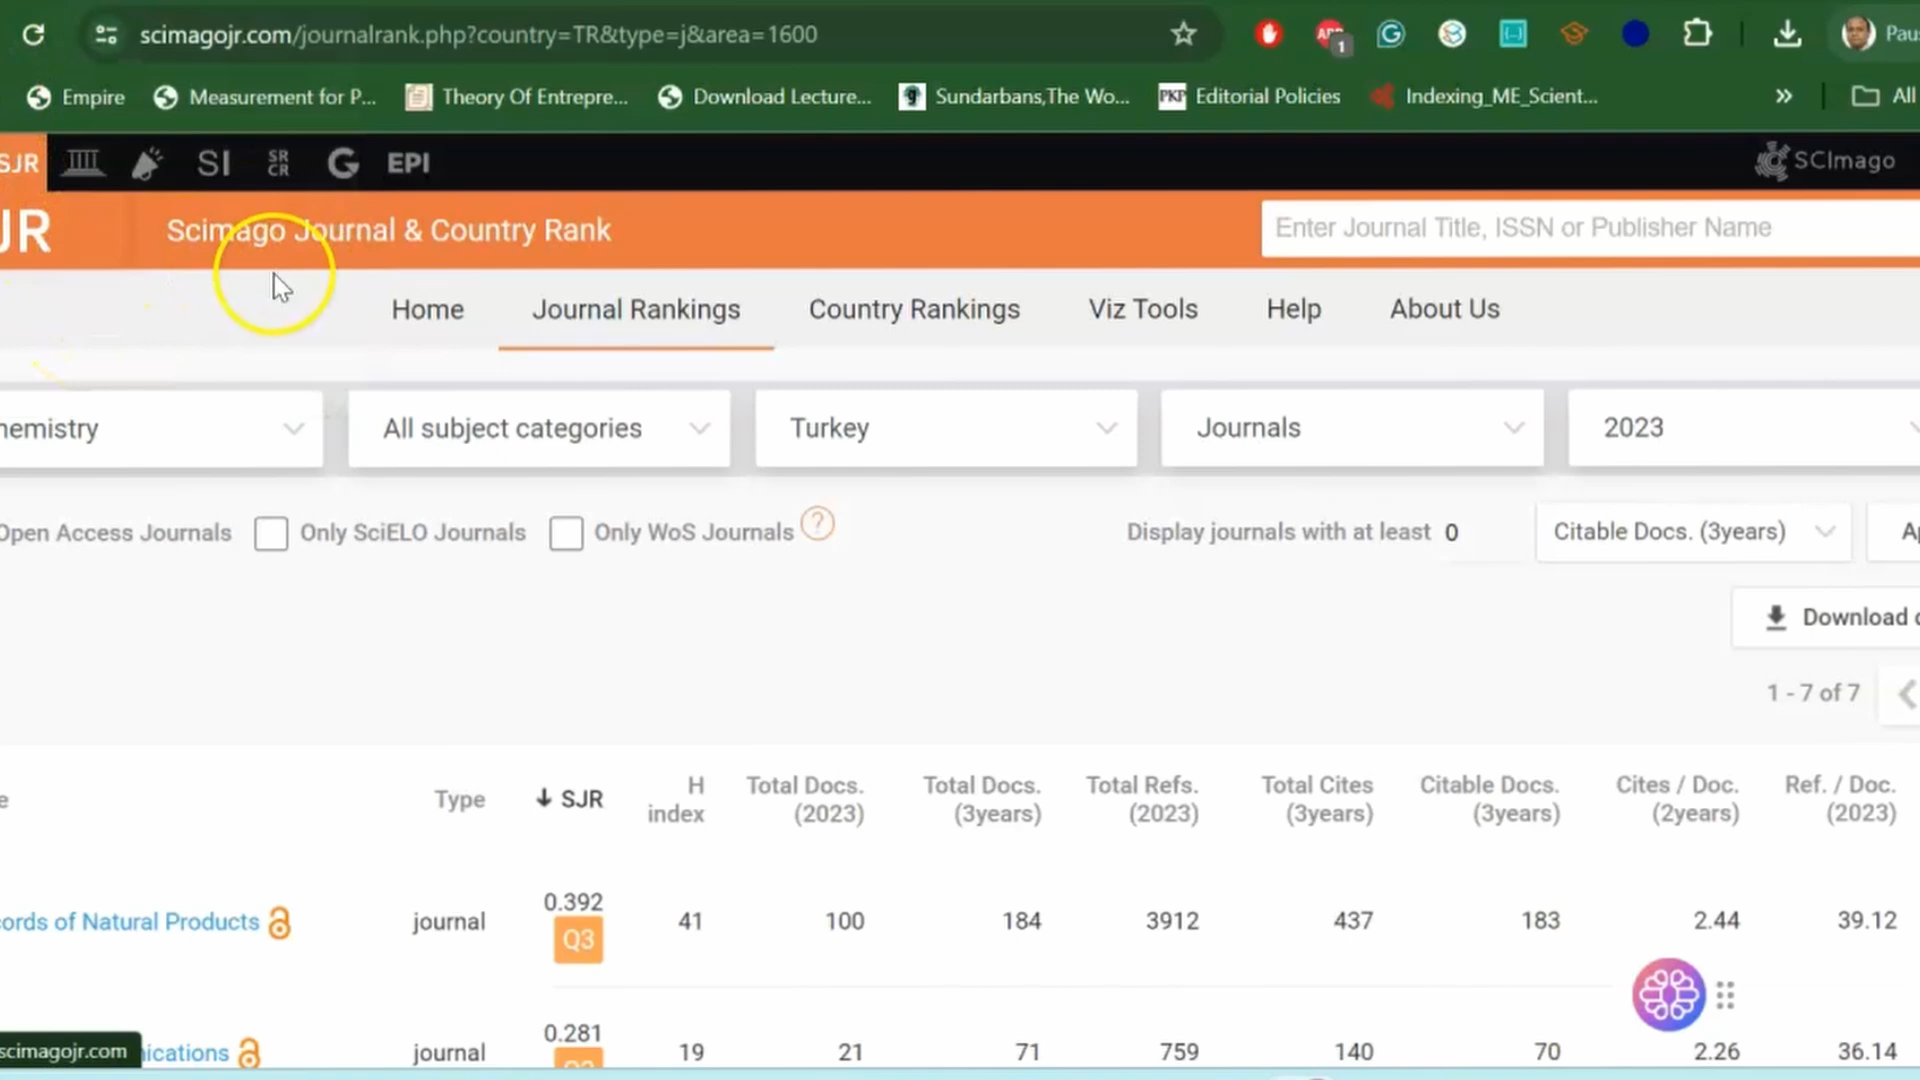 scimagojr.com/journalrank.php?country=TR&type=j&area=1600
1
Pau
Empire
Measurement for P...
Theory Of Entrepre...
Download Lecture...
Sundarbans,The Wo...
PKP Editorial Policies
Indexing_ME_Scient...
All
SJR
SI
SR
CR
G
EPI
SCImago
JR
Scimago Journal & Country Rank
Enter Journal Title, ISSN or Publisher Name
Home
Journal Rankings
Country Rankings
Viz Tools
Help
About Us
hemistry
All subject categories
Turkey
Journals
2023
Open Access Journals
Only SciELO Journals
Only WoS Journals
?
Display journals with at least 0
Citable Docs. (3years)
Ap
Download
1 - 7 of 7
e
Type
SJR
H
index
Total Docs.
(2023)
Total Docs.
(3years)
Total Refs.
(2023)
Total Cites
(3years)
Citable Docs.
(3years)
Cites / Doc.
(2years)
Ref. / Doc.
(2023)
cords of Natural Products
journal
0.392
Q3
41
100
184
3912
437
183
2.44
39.12
scimagojr.com
ications
journal
0.281
19
21
71
759
140
70
2.26
36.14